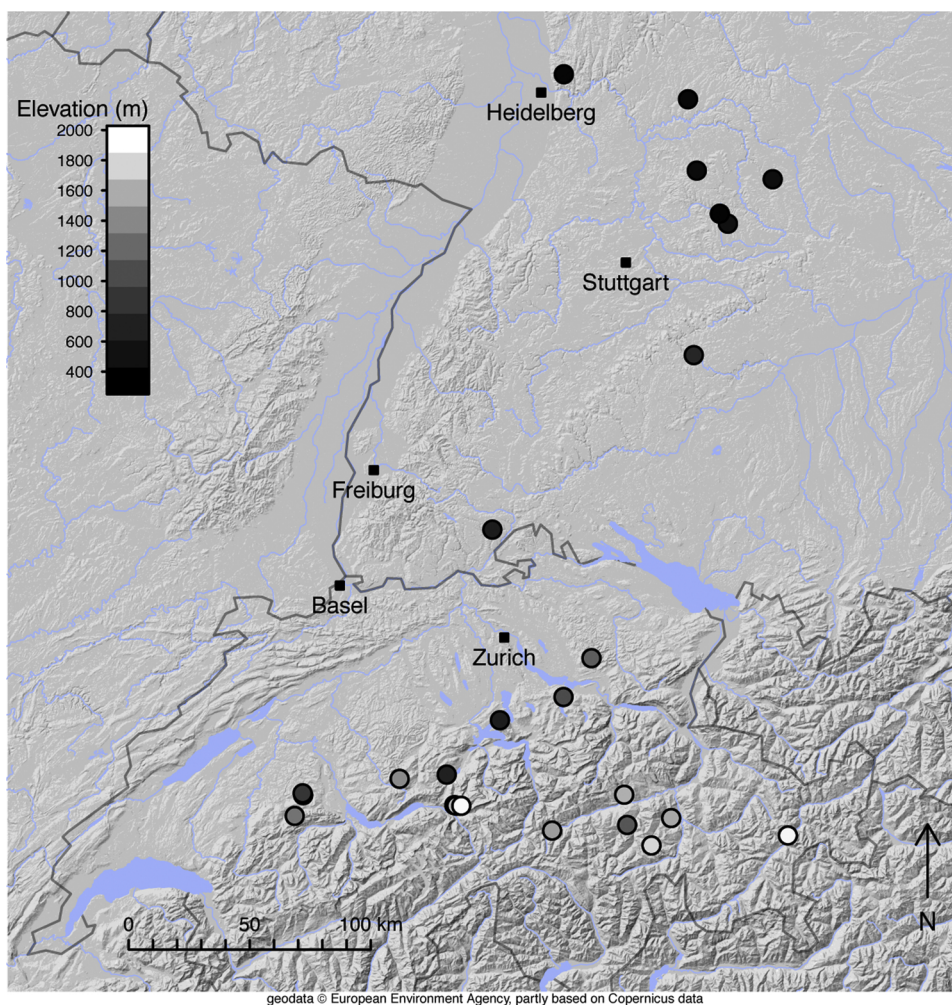 Elevation (m)
2000
1800
1600
1400
1200
1000
800
600
400
Heidelberg
Stuttgart
Freiburg
Basel
Zurich
0 50 100 km
N
geodata © European Environment Agency, partly based on Copernicus data